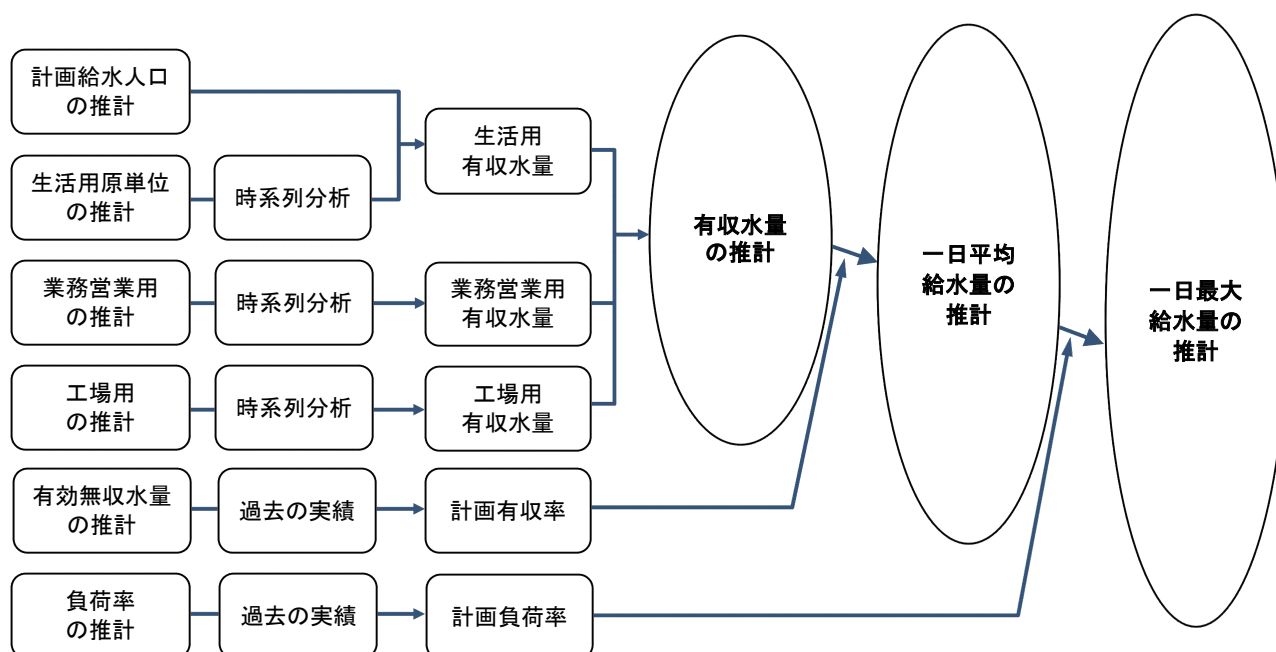 計画給水人口
の推計
生活用原単位
の推計
時系列分析
生活用
有収水量
業務営業用
の推計
時系列分析
業務営業用
有収水量
工場用
の推計
時系列分析
工場用
有収水量
有効無収水量
の推計
過去の実績
計画有収率
負荷率
の推計
過去の実績
計画負荷率
有収水量
の推計
一日平均
給水量の
推計
一日最大
給水量の
推計